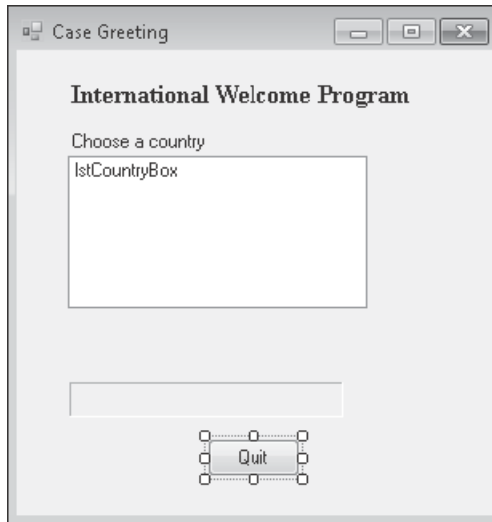 Case Greeting
International Welcome Program
Choose a country
lstCountryBox
Quit